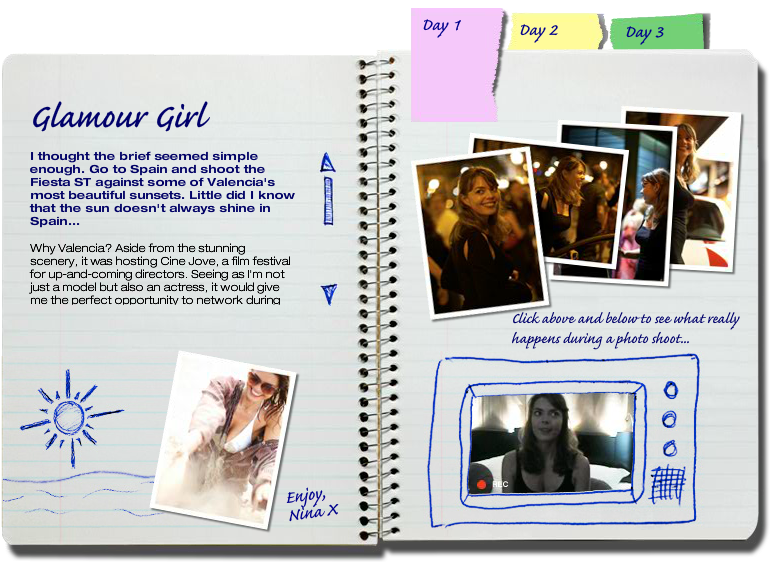 Day 1
Day 2
Day 3
Glamour Girl
I thought the brief seemed simple
enough. Go to Spain and shoot the
Fiesta ST against some of Valencia's
most beautiful sunsets. Little did I know
that the sun doesn't always shine in
Spain...
Why Valencia? Aside from the stunning
scenery, it was hosting Cine Jove, a film festival
for up-and-coming directors. Seeing as I'm not
just a model but also an actress, it would give
me the perfect opportunity to network during
Enjoy,
Nina X
Click above and below to see what really
happens during a photo shoot...
REC